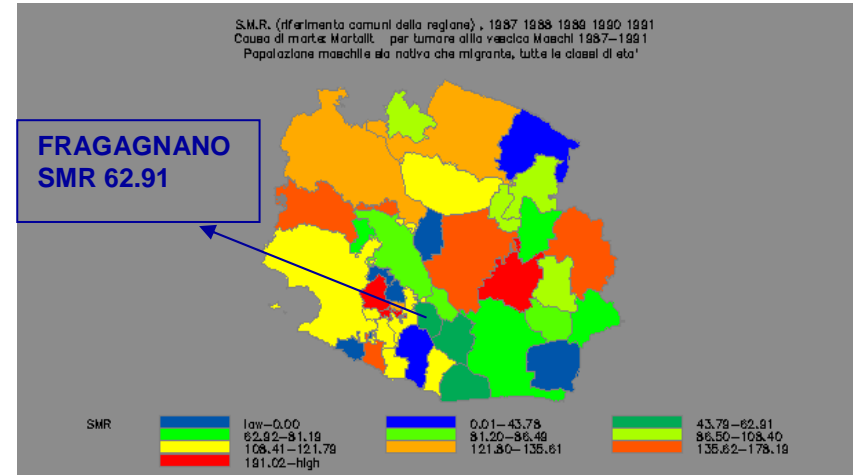 S.M.R. (riferimento comuni della regione) , 1987 1988 1989 1990 1991
Causa di morte: Mortalit per tumore alla vescica Maschi 1987–1991
Popolazione maschile sia nativa che migrante, tutte le classi di eta'
FRAGAGNANO
SMR 62.91
SMR
low–0.00 0.01–43.78 43.79–62.91
62.92–81.19 81.20–86.49 86.50–108.40
108.41–121.79 121.80–135.61 135.62–178.19
191.02–high